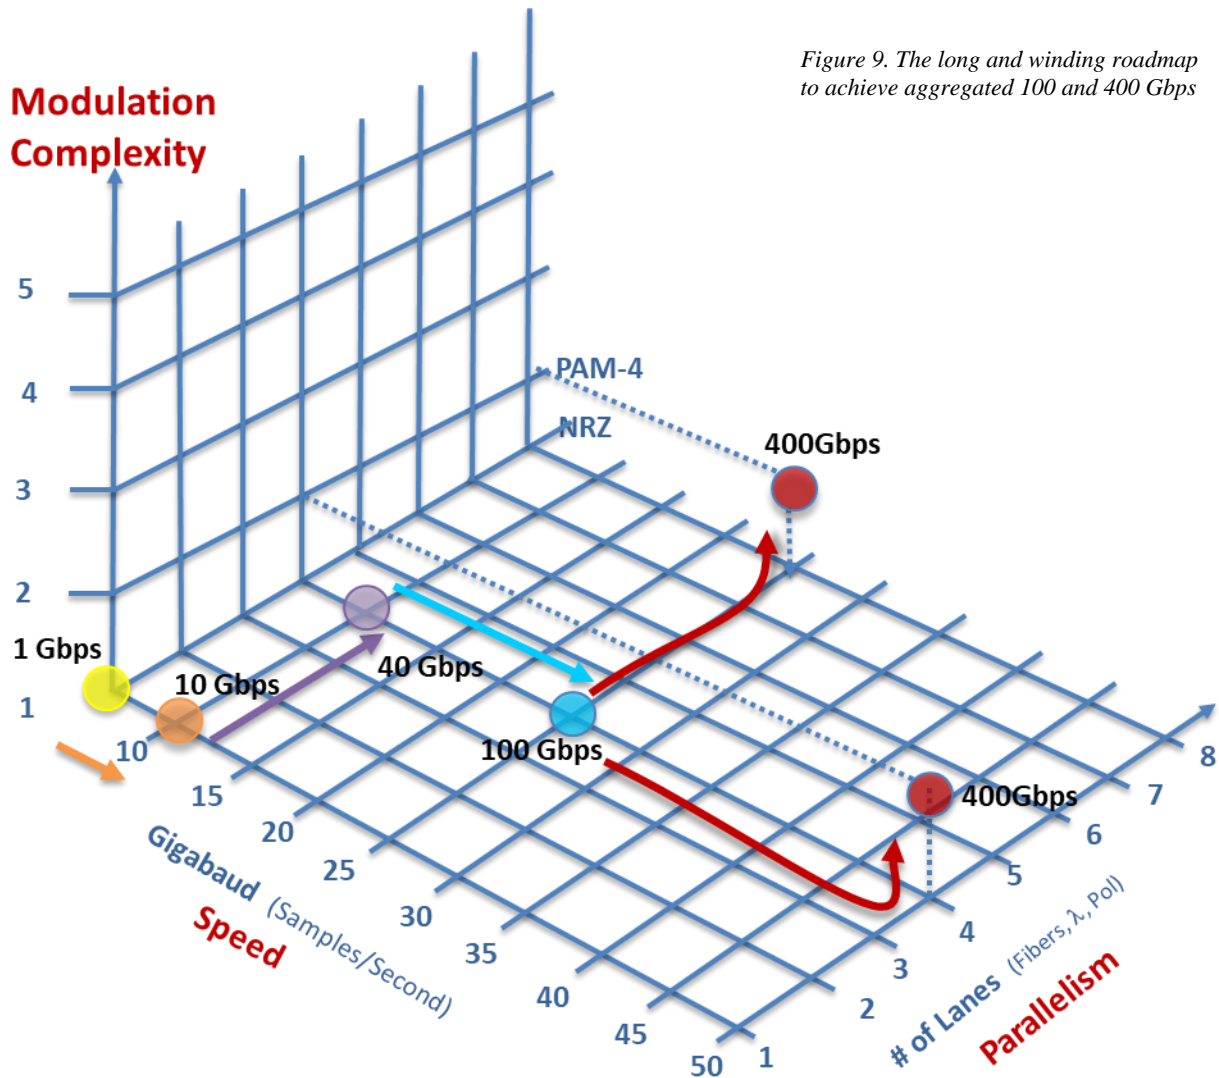 Figure 9. The long and winding roadmap
to achieve aggregated 100 and 400 Gbps
Modulation
Complexity
5
4
3
2
1
PAM-4
NRZ
400Gbps
1 Gbps
10 Gbps
40 Gbps
100 Gbps
400Gbps
10
15
20
25
30
35
40
45
50
Gigabaud (Samples/Second)
Speed
1
2
3
4
5
6
7
8
# of Lanes (Fibers, λ, Pol)
Parallelism